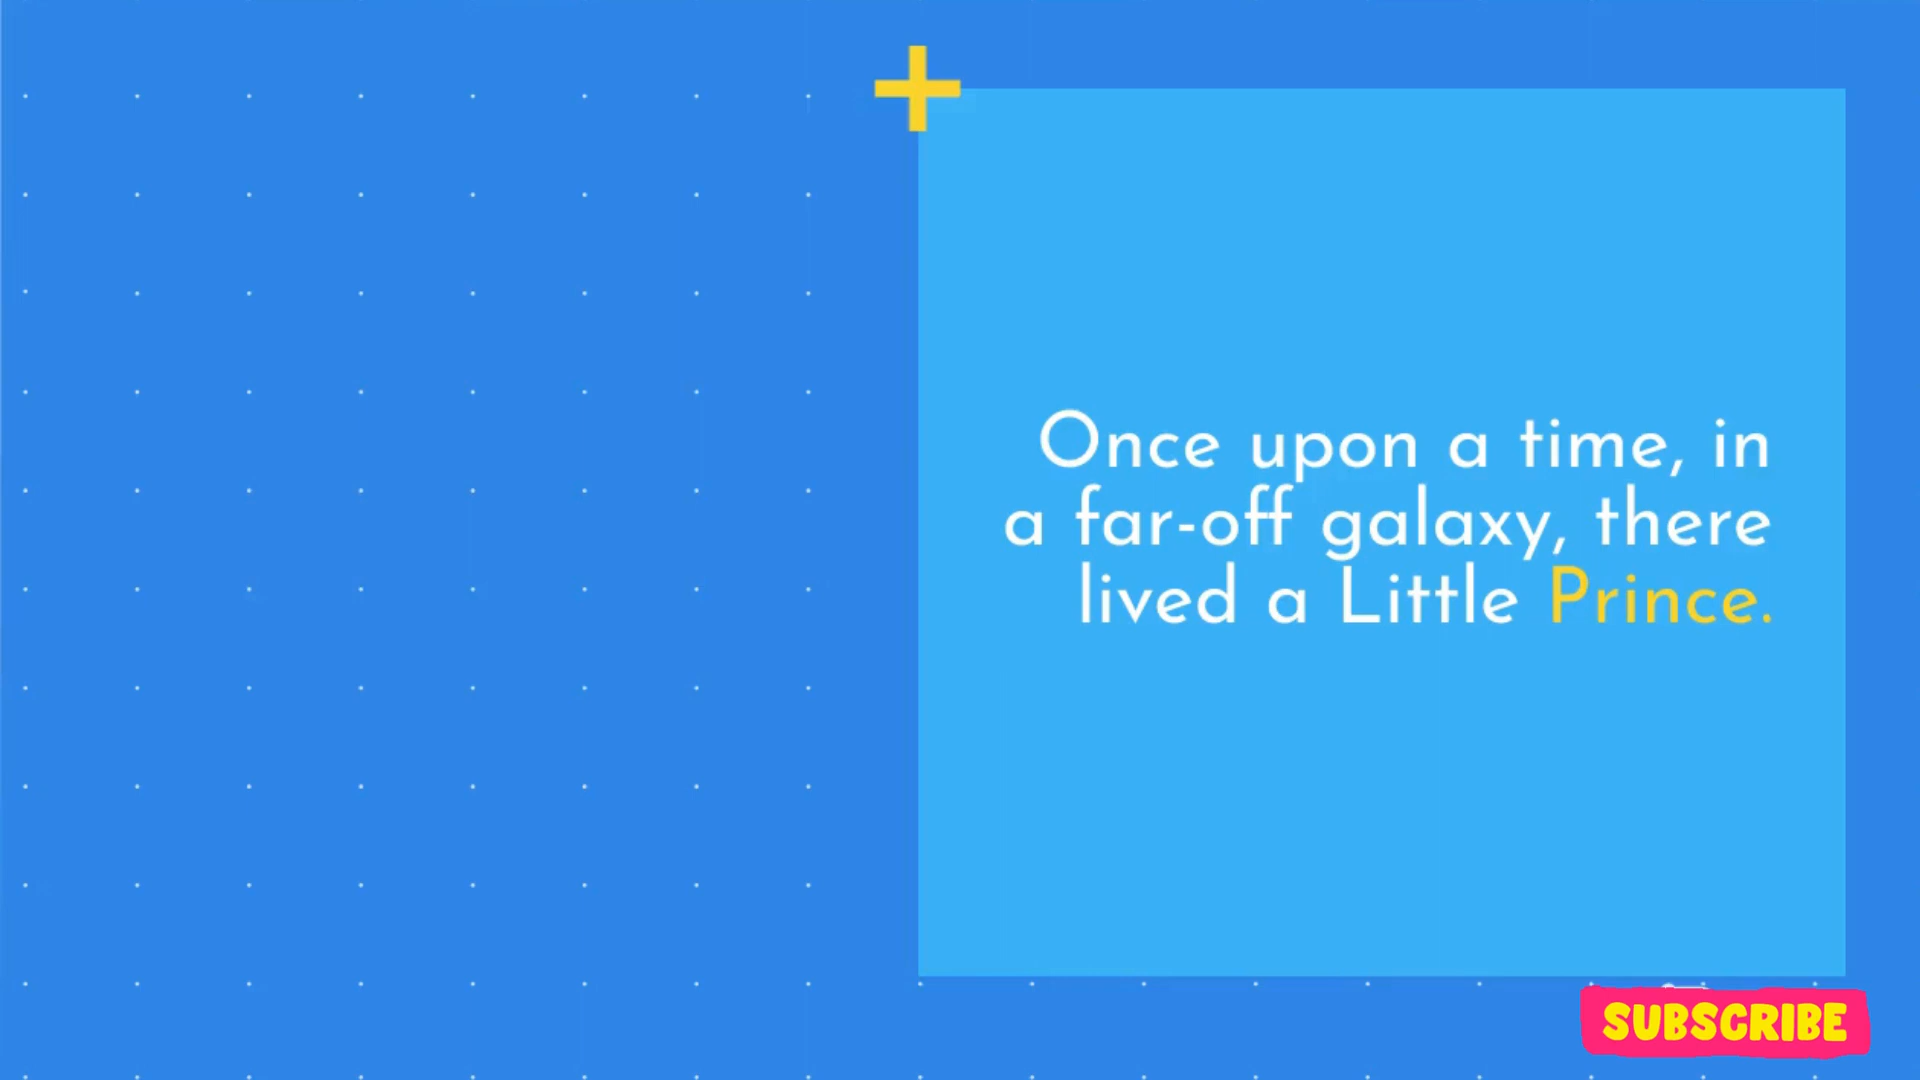 Once upon a time, in
a far-off galaxy, there
lived a Little Prince.
SUBSCRIBE